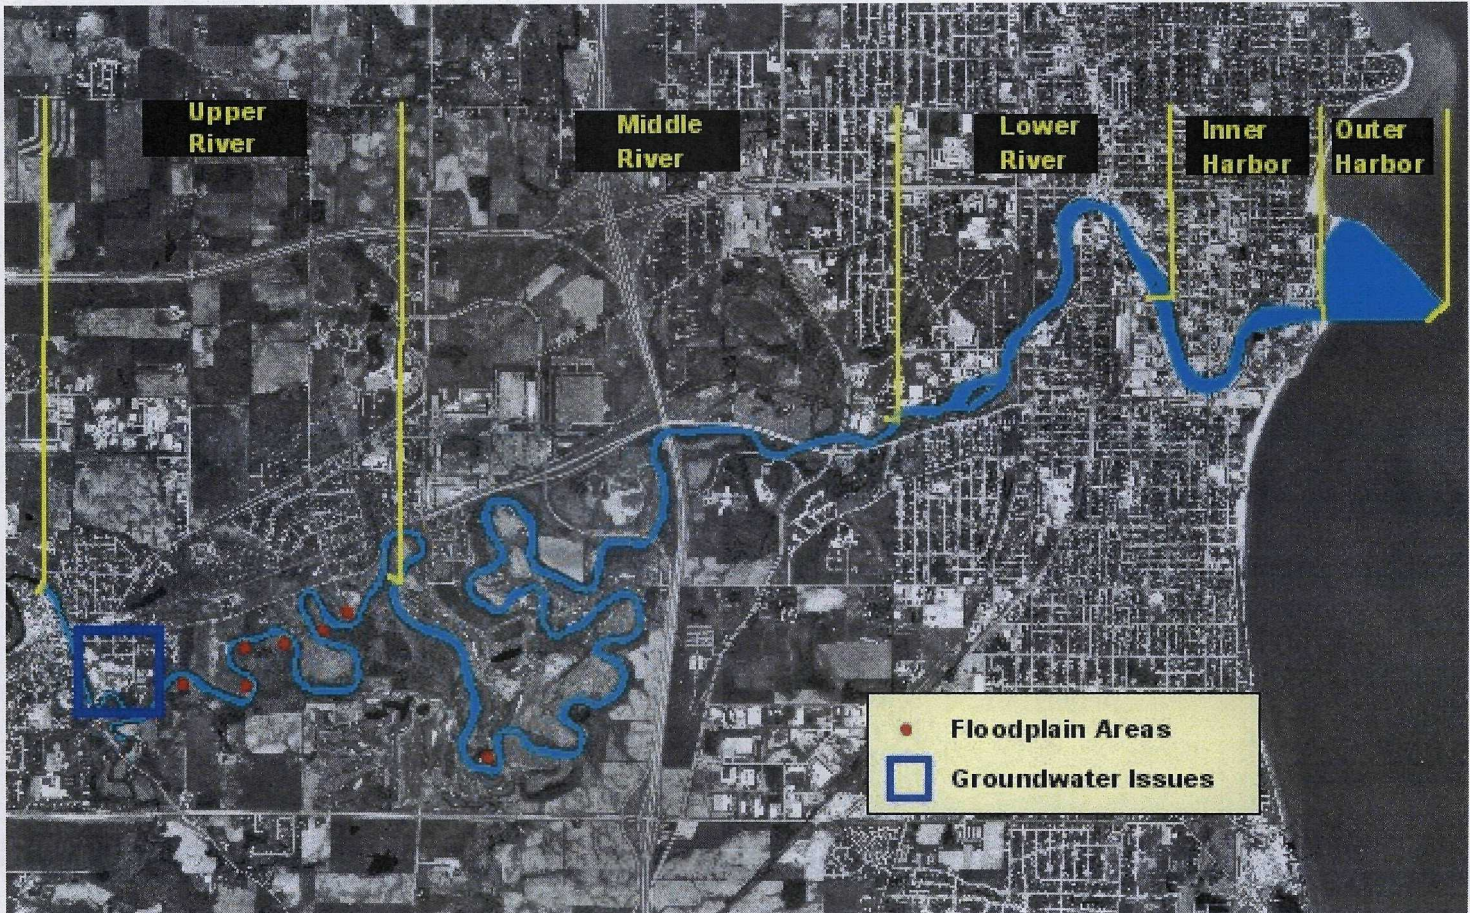 Upper
River
Middle
River
Lower
River
Inner
Harbor
Outer
Harbor
Floodplain Areas
Groundwater Issues